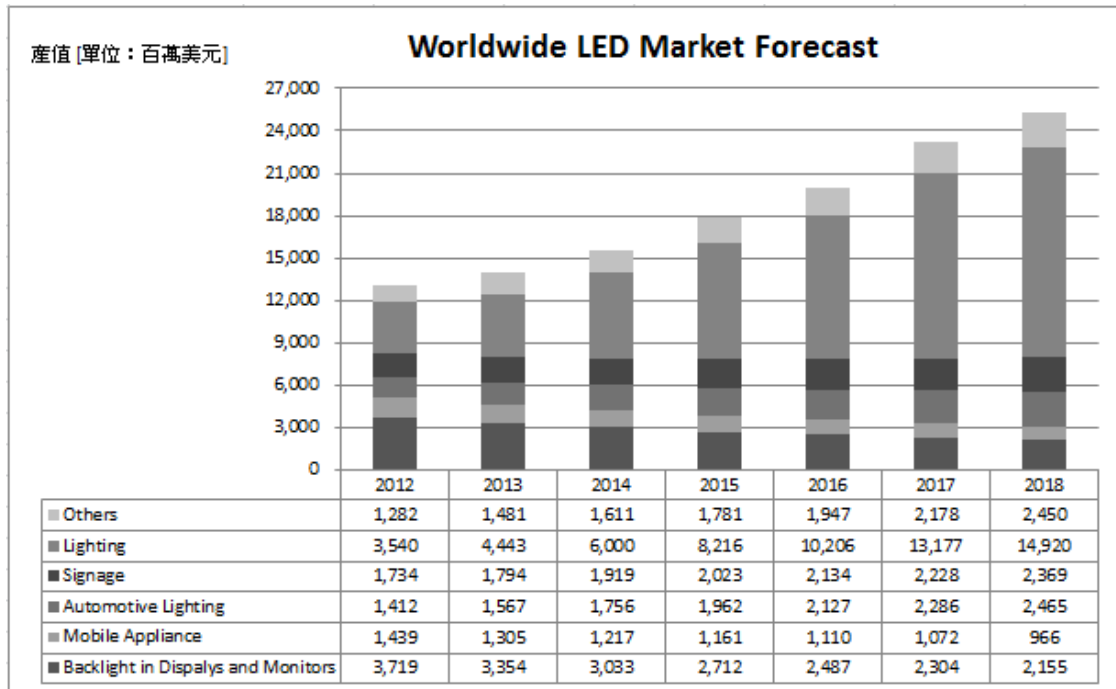 Worldwide LED Market Forecast
產值 [單位：百萬美元]
27,000
24,000
21,000
18,000
15,000
12,000
9,000
6,000
3,000
0
2012 2013 2014 2015 2016 2017 2018
Others 1,282 1,481 1,611 1,781 1,947 2,178 2,450
Lighting 3,540 4,443 6,000 8,216 10,206 13,177 14,920
Signage 1,734 1,794 1,919 2,023 2,134 2,228 2,369
Automotive Lighting 1,412 1,567 1,756 1,962 2,127 2,286 2,465
Mobile Appliance 1,439 1,305 1,217 1,161 1,110 1,072 966
Backlight in Dispalys and Monitors 3,719 3,354 3,033 2,712 2,487 2,304 2,155